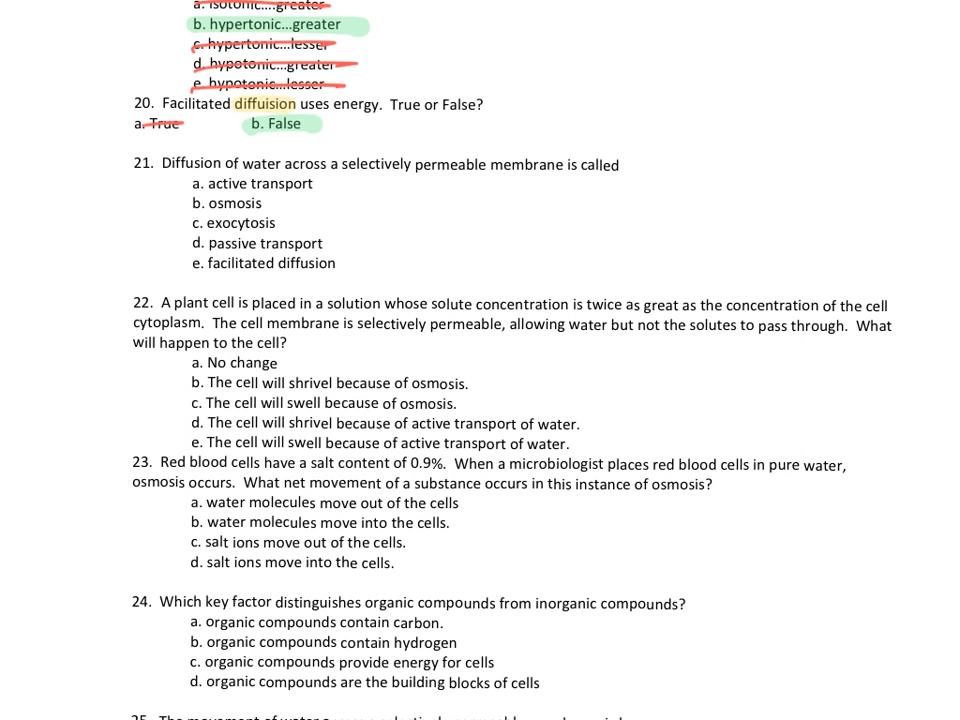 a. isotonic....greater
b. hypertonic...greater
c. hypertonic...lesser
d. hypotonic...greater
e. hypotonic...lesser
20. Facilitated diffuision uses energy. True or False?
a. True b. False
21. Diffusion of water across a selectively permeable membrane is called
a. active transport
b. osmosis
c. exocytosis
d. passive transport
e. facilitated diffusion
22. A plant cell is placed in a solution whose solute concentration is twice as great as the concentration of the cell
cytoplasm. The cell membrane is selectively permeable, allowing water but not the solutes to pass through. What
will happen to the cell?
a. No change
b. The cell will shrivel because of osmosis.
c. The cell will swell because of osmosis.
d. The cell will shrivel because of active transport of water.
e. The cell will swell because of active transport of water.
23. Red blood cells have a salt content of 0.9%. When a microbiologist places red blood cells in pure water,
osmosis occurs. What net movement of a substance occurs in this instance of osmosis?
a. water molecules move out of the cells
b. water molecules move into the cells.
c. salt ions move out of the cells.
d. salt ions move into the cells.
24. Which key factor distinguishes organic compounds from inorganic compounds?
a. organic compounds contain carbon.
b. organic compounds contain hydrogen
c. organic compounds provide energy for cells
d. organic compounds are the building blocks of cells